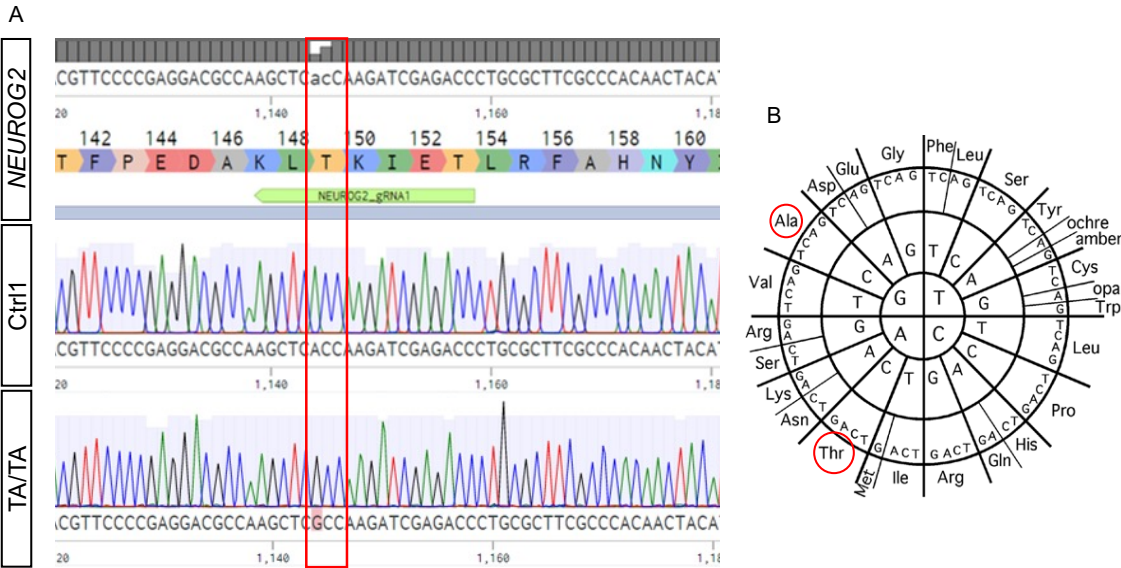 A
NEUROG2
CGTTCCCCGAGGACGCCAAGCTCacCAAGATCGAGACCCTGCGCTTCGCCCACAACTACA
20 1,140 1,160 1,18
142 144 146 148 150 152 154 156 158 160
T F P E D A K L T K I E T L R F A H N Y
NEUROG2_gRNA1
Ctrl1
CGTTCCCCGAGGACGCCAAGCTCACCAAGATCGAGACCCTGCGCTTCGCCCACAACTACA
20 1,140 1,160 1,18
TA/TA
CGTTCCCCGAGGACGCCAAGCTCGCCAAGATCGAGACCCTGCGCTTCGCCCACAACTACA
20 1,140 1,160 1,18
B
Gly
Phe
Leu
Ser
Tyr
ochre
amber
Cys
opa
Trp
Leu
Pro
His
Gln
Arg
Ile
Met
Thr
Asn
Lys
Ser
Arg
Val
Ala
Asp
Glu
G T
A C
A G T C
C A
T G
G T
A C
C T G A
T C A G T C A G T C A G T C A G
T C A G T C A G T C A G T C A G
G A C T G A C T G A C T G A C T
G A C T G A C T G A C T G A C T